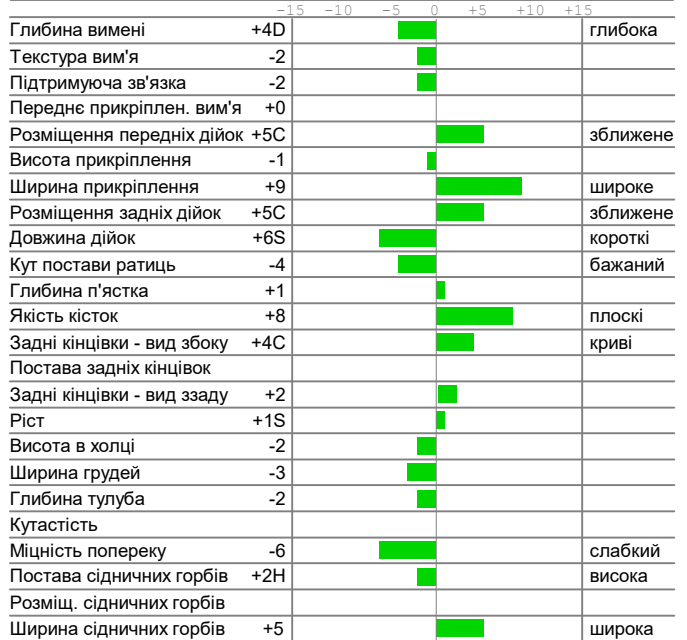 -15 -10 -5 0 +5 +10 +15
Глибина вимені +4D глибока
Текстура вим'я -2
Підтримуюча зв'язка -2
Переднє прикріплен. вим'я +0
Розміщення передніх дійок +5C зближене
Висота прикріплення -1
Ширина прикріплення +9 широке
Розміщення задніх дійок +5C зближене
Довжина дійок +6S короткі
Кут постави ратиць -4 бажаний
Глибина п'ястка +1
Якість кісток +8 плоскі
Задні кінцівки - вид збоку +4C криві
Постава задніх кінцівок
Задні кінцівки - вид ззаду +2
Ріст +1S
Висота в холці -2
Ширина грудей -3
Глибина тулуба -2
Кутастість
Міцність попереку -6 слабкий
Постава сідничних горбів +2H висока
Розміщ. сідничних горбів
Ширина сідничних горбів +5 широка